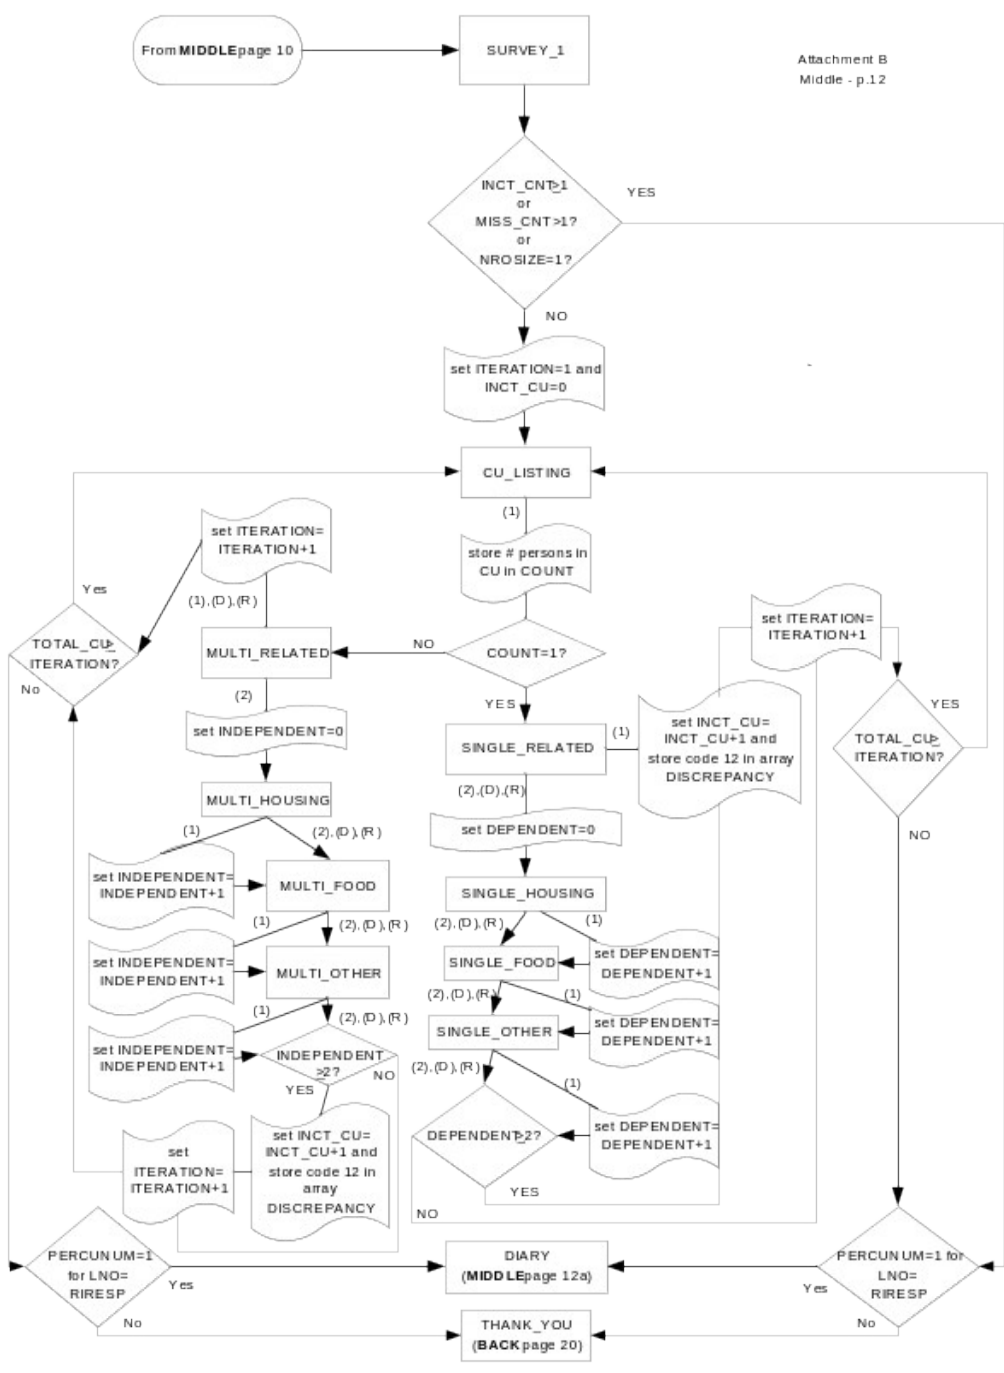 From MIDDLE page 10
SURVEY_1
Attachment B
Middle - p.12
INCT_CNT≥1
or
MISS_CNT >1?
or
NROSIZE=1?
YES
NO
set ITERATION=1 and
INCT_CU=0
CU_LISTING
(1)
set ITERATION=
ITERATION+1
store # persons in
CU in COUNT
Yes
(1),(D),(R)
set ITERATION=
ITERATION+1
TOTAL_CU≥
ITERATION?
No
MULTI_RELATED
NO
COUNT=1?
(2)
YES
set INDEPENDENT=0
SINGLE_RELATED
(1)
set INCT_CU=
INCT_CU+1 and
store code 12 in array
DISCREPANCY
YES
TOTAL_CU≥
ITERATION?
NO
MULTI_HOUSING
(2),(D),(R)
(1)
(2),(D),(R)
set DEPENDENT=0
set INDEPENDENT=
INDEPENDENT+1
MULTI_FOOD
SINGLE_HOUSING
(1)
(2),(D),(R)
(2),(D),(R)
(1)
set INDEPENDENT=
INDEPENDENT+1
MULTI_OTHER
SINGLE_FOOD
set DEPENDENT=
DEPENDENT+1
(1)
(2),(D),(R)
(2),(D),(R)
(1)
set INDEPENDENT=
INDEPENDENT+1
INDEPENDENT
≥2?
NO
YES
SINGLE_OTHER
set DEPENDENT=
DEPENDENT+1
(2),(D),(R)
(1)
set
ITERATION=
ITERATION+1
set INCT_CU=
INCT_CU+1 and
store code 12 in
array
DISCREPANCY
DEPENDENT≥2?
set DEPENDENT=
DEPENDENT+1
YES
NO
PERCUNUM=1
for LNO=
RIRESP
Yes
No
DIARY
(MIDDLE page 12a)
PERCUNUM=1 for
LNO=
RIRESP
Yes
No
THANK_YOU
(BACK page 20)